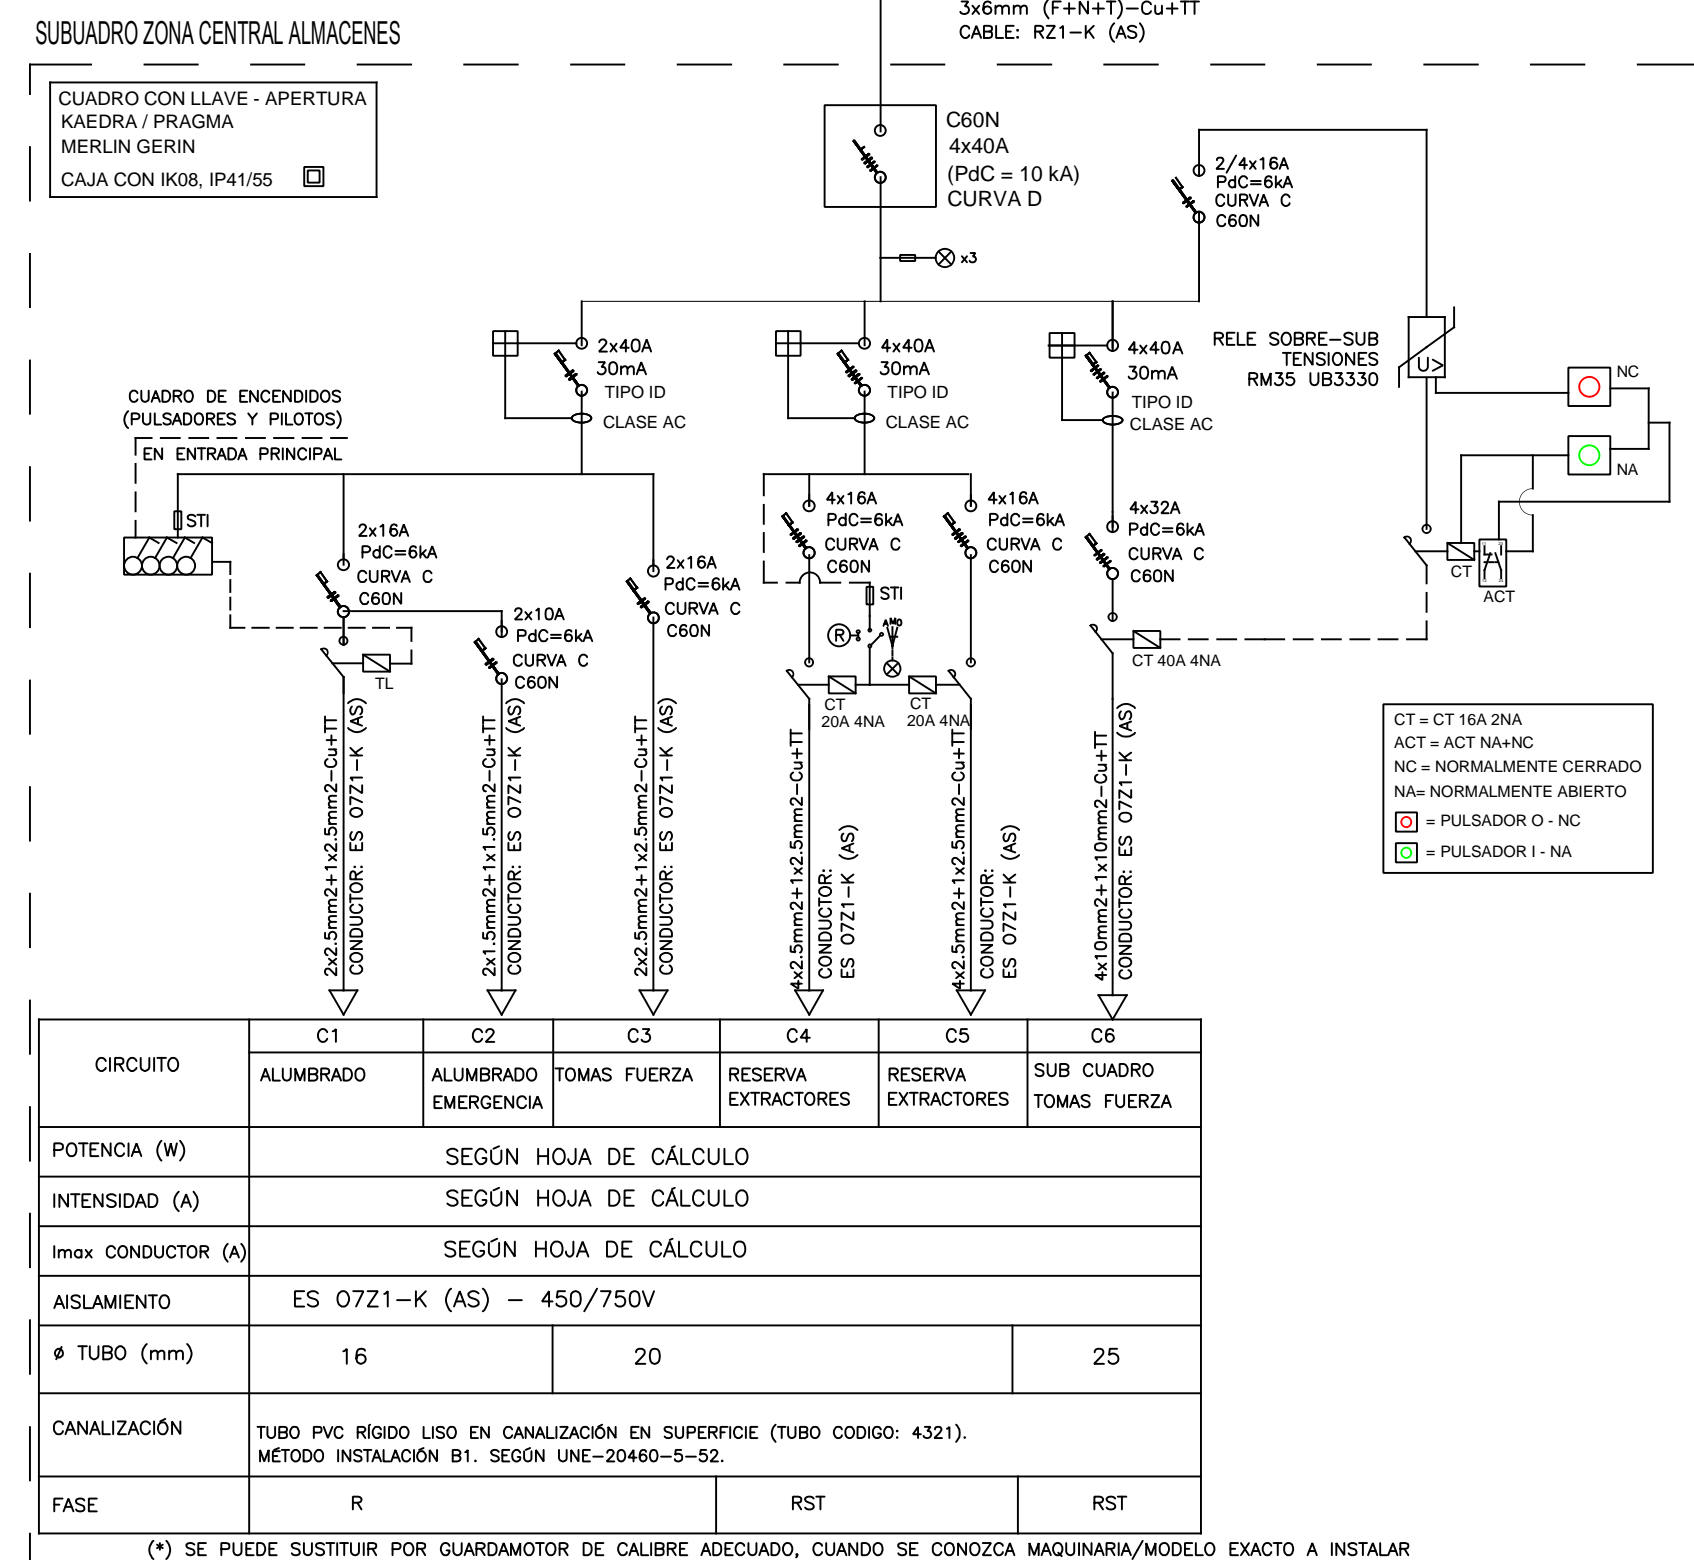 3x6mm (F+N+T)-Cu+TT
CABLE: RZ1-K (AS)
SUBUADRO ZONA CENTRAL ALMACENES
CUADRO CON LLAVE - APERTURA
KAEDRA / PRAGMA
MERLIN GERIN
CAJA CON IK08, IP41/55
C60N
4x40A
(PdC = 10 kA)
CURVA D
x3
2/4x16A
PdC=6kA
CURVA C
C60N
2x40A
30mA
TIPO ID
CLASE AC
4x40A
30mA
TIPO ID
CLASE AC
4x40A
30mA
TIPO ID
CLASE AC
RELE SOBRE-SUB
TENSIONES
RM35 UB3330
U>
NC
NA
CT
ACT
CUADRO DE ENCENDIDOS
(PULSADORES Y PILOTOS)
EN ENTRADA PRINCIPAL
STI
2x16A
PdC=6kA
CURVA C
C60N
TL
2x10A
PdC=6kA
CURVA C
C60N
2x16A
PdC=6kA
CURVA C
C60N
4x16A
PdC=6kA
CURVA C
C60N
STI
R
AMO
CT
20A 4NA
CT
20A 4NA
4x16A
PdC=6kA
CURVA C
C60N
4x32A
PdC=6kA
CURVA C
C60N
CT 40A 4NA
CT = CT 16A 2NA
ACT = ACT NA+NC
NC = NORMALMENTE CERRADO
NA= NORMALMENTE ABIERTO
= PULSADOR O - NC
= PULSADOR I - NA
2x2.5mm2+1x2.5mm2-Cu+TT
CONDUCTOR: ES 07Z1-K (AS)
2x1.5mm2+1x1.5mm2-Cu+TT
CONDUCTOR: ES 07Z1-K (AS)
2x2.5mm2+1x2.5mm2-Cu+TT
CONDUCTOR: ES 07Z1-K (AS)
4x2.5mm2+1x2.5mm2-Cu+TT
CONDUCTOR:
ES 07Z1-K (AS)
4x2.5mm2+1x2.5mm2-Cu+TT
CONDUCTOR:
ES 07Z1-K (AS)
4x10mm2+1x10mm2-Cu+TT
CONDUCTOR: ES 07Z1-K (AS)
CIRCUITO
C1
C2
C3
C4
C5
C6
ALUMBRADO
ALUMBRADO
EMERGENCIA
TOMAS FUERZA
RESERVA
EXTRACTORES
RESERVA
EXTRACTORES
SUB CUADRO
TOMAS FUERZA
POTENCIA (W)
SEGÚN HOJA DE CÁLCULO
INTENSIDAD (A)
SEGÚN HOJA DE CÁLCULO
Imax CONDUCTOR (A)
SEGÚN HOJA DE CÁLCULO
AISLAMIENTO
ES 07Z1-K (AS) - 450/750V
ø TUBO (mm)
16
20
25
CANALIZACIÓN
TUBO PVC RÍGIDO LISO EN CANALIZACIÓN EN SUPERFICIE (TUBO CODIGO: 4321).
MÉTODO INSTALACIÓN B1. SEGÚN UNE-20460-5-52.
FASE
R
RST
RST
(*) SE PUEDE SUSTITUIR POR GUARDAMOTOR DE CALIBRE ADECUADO, CUANDO SE CONOZCA MAQUINARIA/MODELO EXACTO A INSTALAR